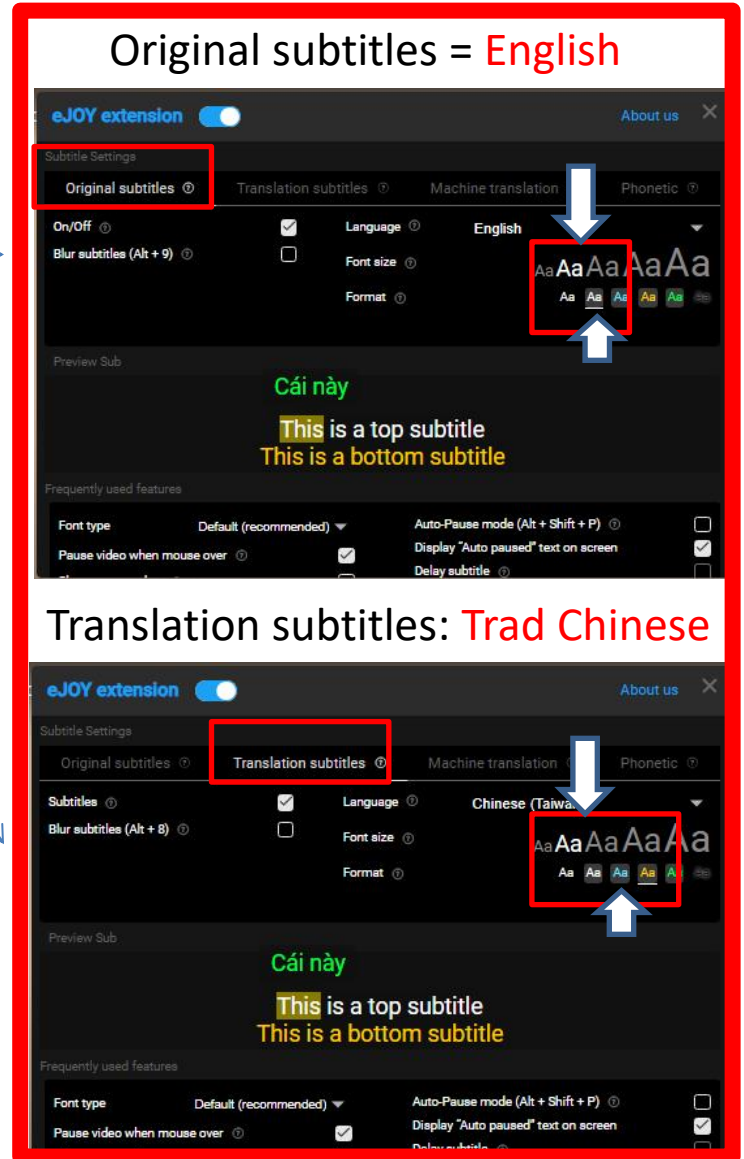 Original subtitles = English
eJOY extension About us
Subtitle Settings
Original subtitles Translation subtitles Machine translation Phonetic
On/Off Language English
Blur subtitles (Alt + 9) Font size Aa Aa Aa Aa Aa
Format Aa Aa Aa Aa Aa
Preview Sub
Cái này
This is a top subtitle
This is a bottom subtitle
Frequently used features
Font type Default (recommended) Auto-Pause mode (Alt + Shift + P)
Pause video when mouse over Display "Auto paused" text on screen
Delay subtitle
Translation subtitles: Trad Chinese
eJOY extension About us
Subtitle Settings
Original subtitles Translation subtitles Machine translation Phonetic
Subtitles Language Chinese
Blur subtitles (Alt + 8) Font size Aa Aa Aa Aa Aa
Format Aa Aa Aa Aa
Preview Sub
Cái này
This is a top subtitle
This is a bottom subtitle
Frequently used features
Font type Default (recommended) Auto-Pause mode (Alt + Shift + P)
Pause video when mouse over Display "Auto paused" text on screen